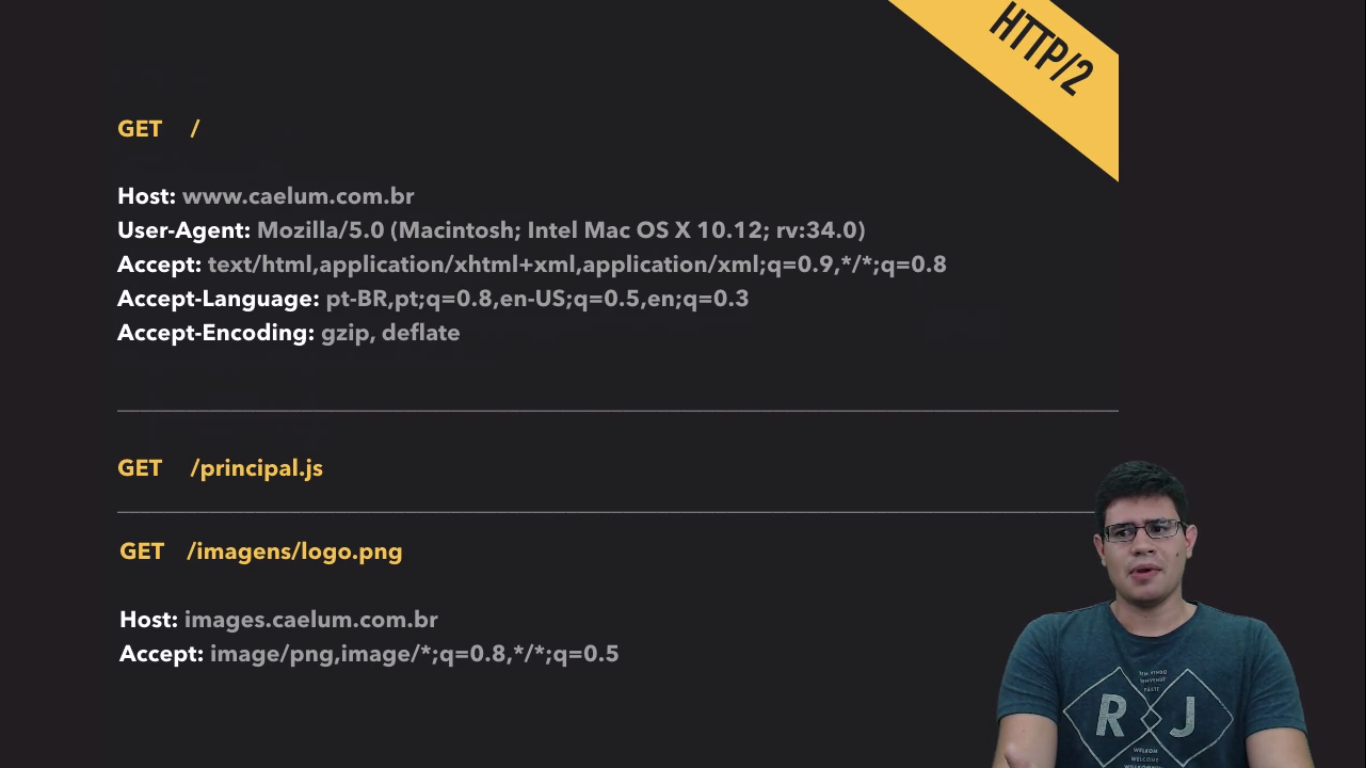 HTTP/2
GET /
Host: www.caelum.com.br
User-Agent: Mozilla/5.0 (Macintosh; Intel Mac OS X 10.12; rv:34.0)
Accept: text/html,application/xhtml+xml,application/xml;q=0.9,*/*;q=0.8
Accept-Language: pt-BR,pt;q=0.8,en-US;q=0.5,en;q=0.3
Accept-Encoding: gzip, deflate
GET /principal.js
GET /imagens/logo.png
Host: images.caelum.com.br
Accept: image/png,image/*;q=0.8,*/*;q=0.5
R J
WELCOME